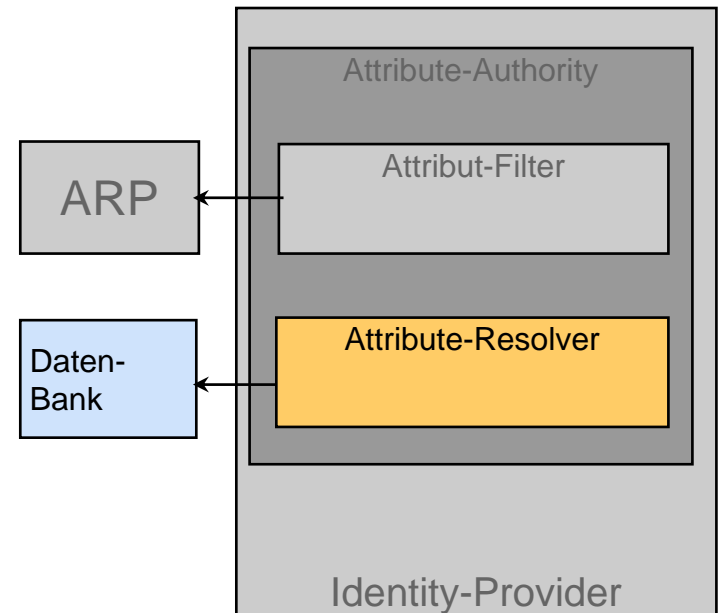 Attribute-Authority
Attribut-Filter
ARP
Attribute-Resolver
Daten-
Bank
Identity-Provider